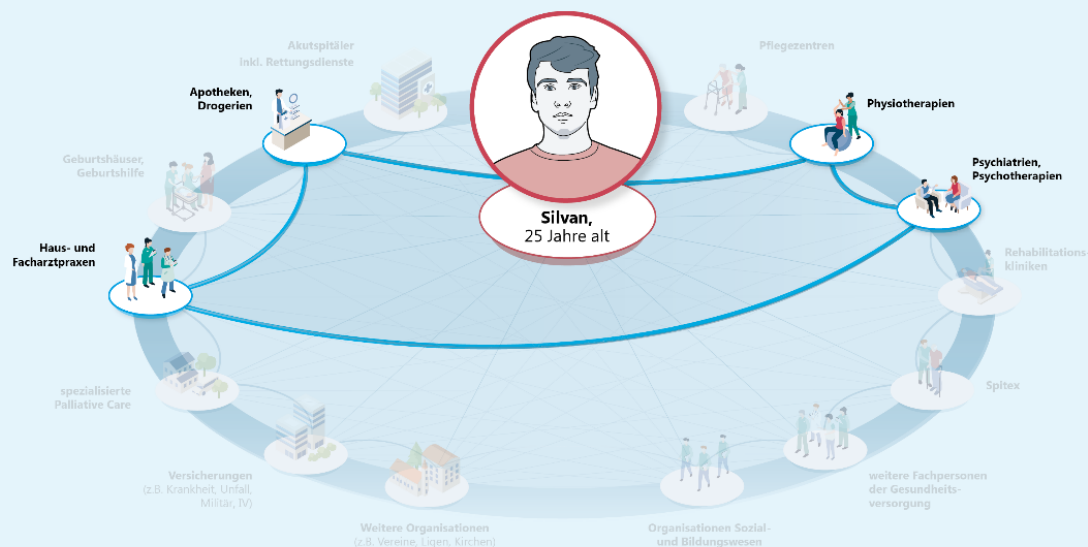 Akutspitäler
inkl. Rettungsdienste
Pflegezentren
Apotheken,
Drogerien
Physiotherapien
Geburtshäuser,
Geburtshilfe
Psychiatrien,
Psychotherapien
Silvan,
25 Jahre alt
Haus- und
Facharztpraxen
Rehabilitations-
kliniken
spezialisierte
Palliative Care
Spitex
Versicherungen
(z.B. Krankheit, Unfall,
Militär, IV)
weitere Fachpersonen
der Gesundheits-
versorgung
Weitere Organisationen
(z.B. Vereine, Ligen, Kirchen)
Organisationen Sozial-
und Bildungswesen